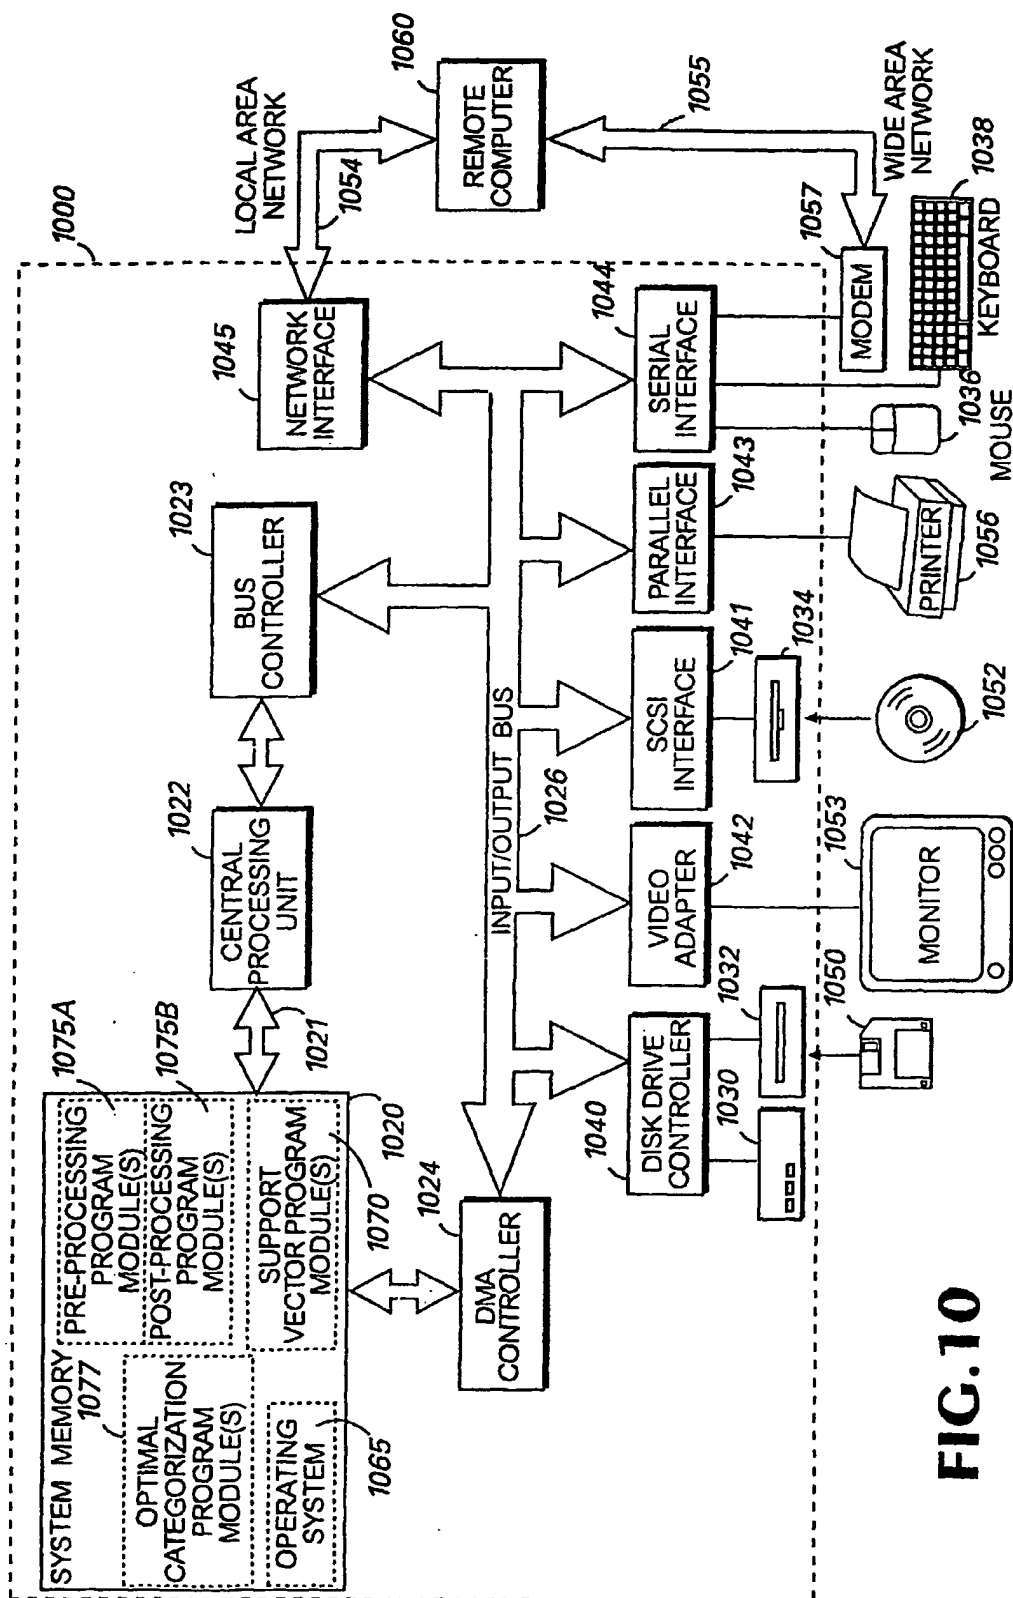 SYSTEM MEMORY
1077
OPTIMAL
CATEGORIZATION
PROGRAM
MODULE(S)
OPERATING
SYSTEM
1065
PRE-PROCESSING
PROGRAM
MODULE(S)
1075A
POST-PROCESSING
PROGRAM
MODULE(S)
1075B
SUPPORT
VECTOR PROGRAM
MODULE(S)
1070
1020
1021
CENTRAL
PROCESSING
UNIT
1022
BUS
CONTROLLER
1023
NETWORK
INTERFACE
1045
1000
LOCAL AREA
NETWORK
1054
REMOTE
COMPUTER
1060
1055
WIDE AREA
NETWORK
DMA
CONTROLLER
1024
INPUT/OUTPUT BUS
1026
DISK DRIVE
CONTROLLER
1040
VIDEO
ADAPTER
1042
SCSI
INTERFACE
1041
PARALLEL
INTERFACE
1043
SERIAL
INTERFACE
1044
MODEM
1057
1030
1032
1034
1050
MONITOR
1053
1052
PRINTER
1056
MOUSE
1036
KEYBOARD
1038
FIG.10